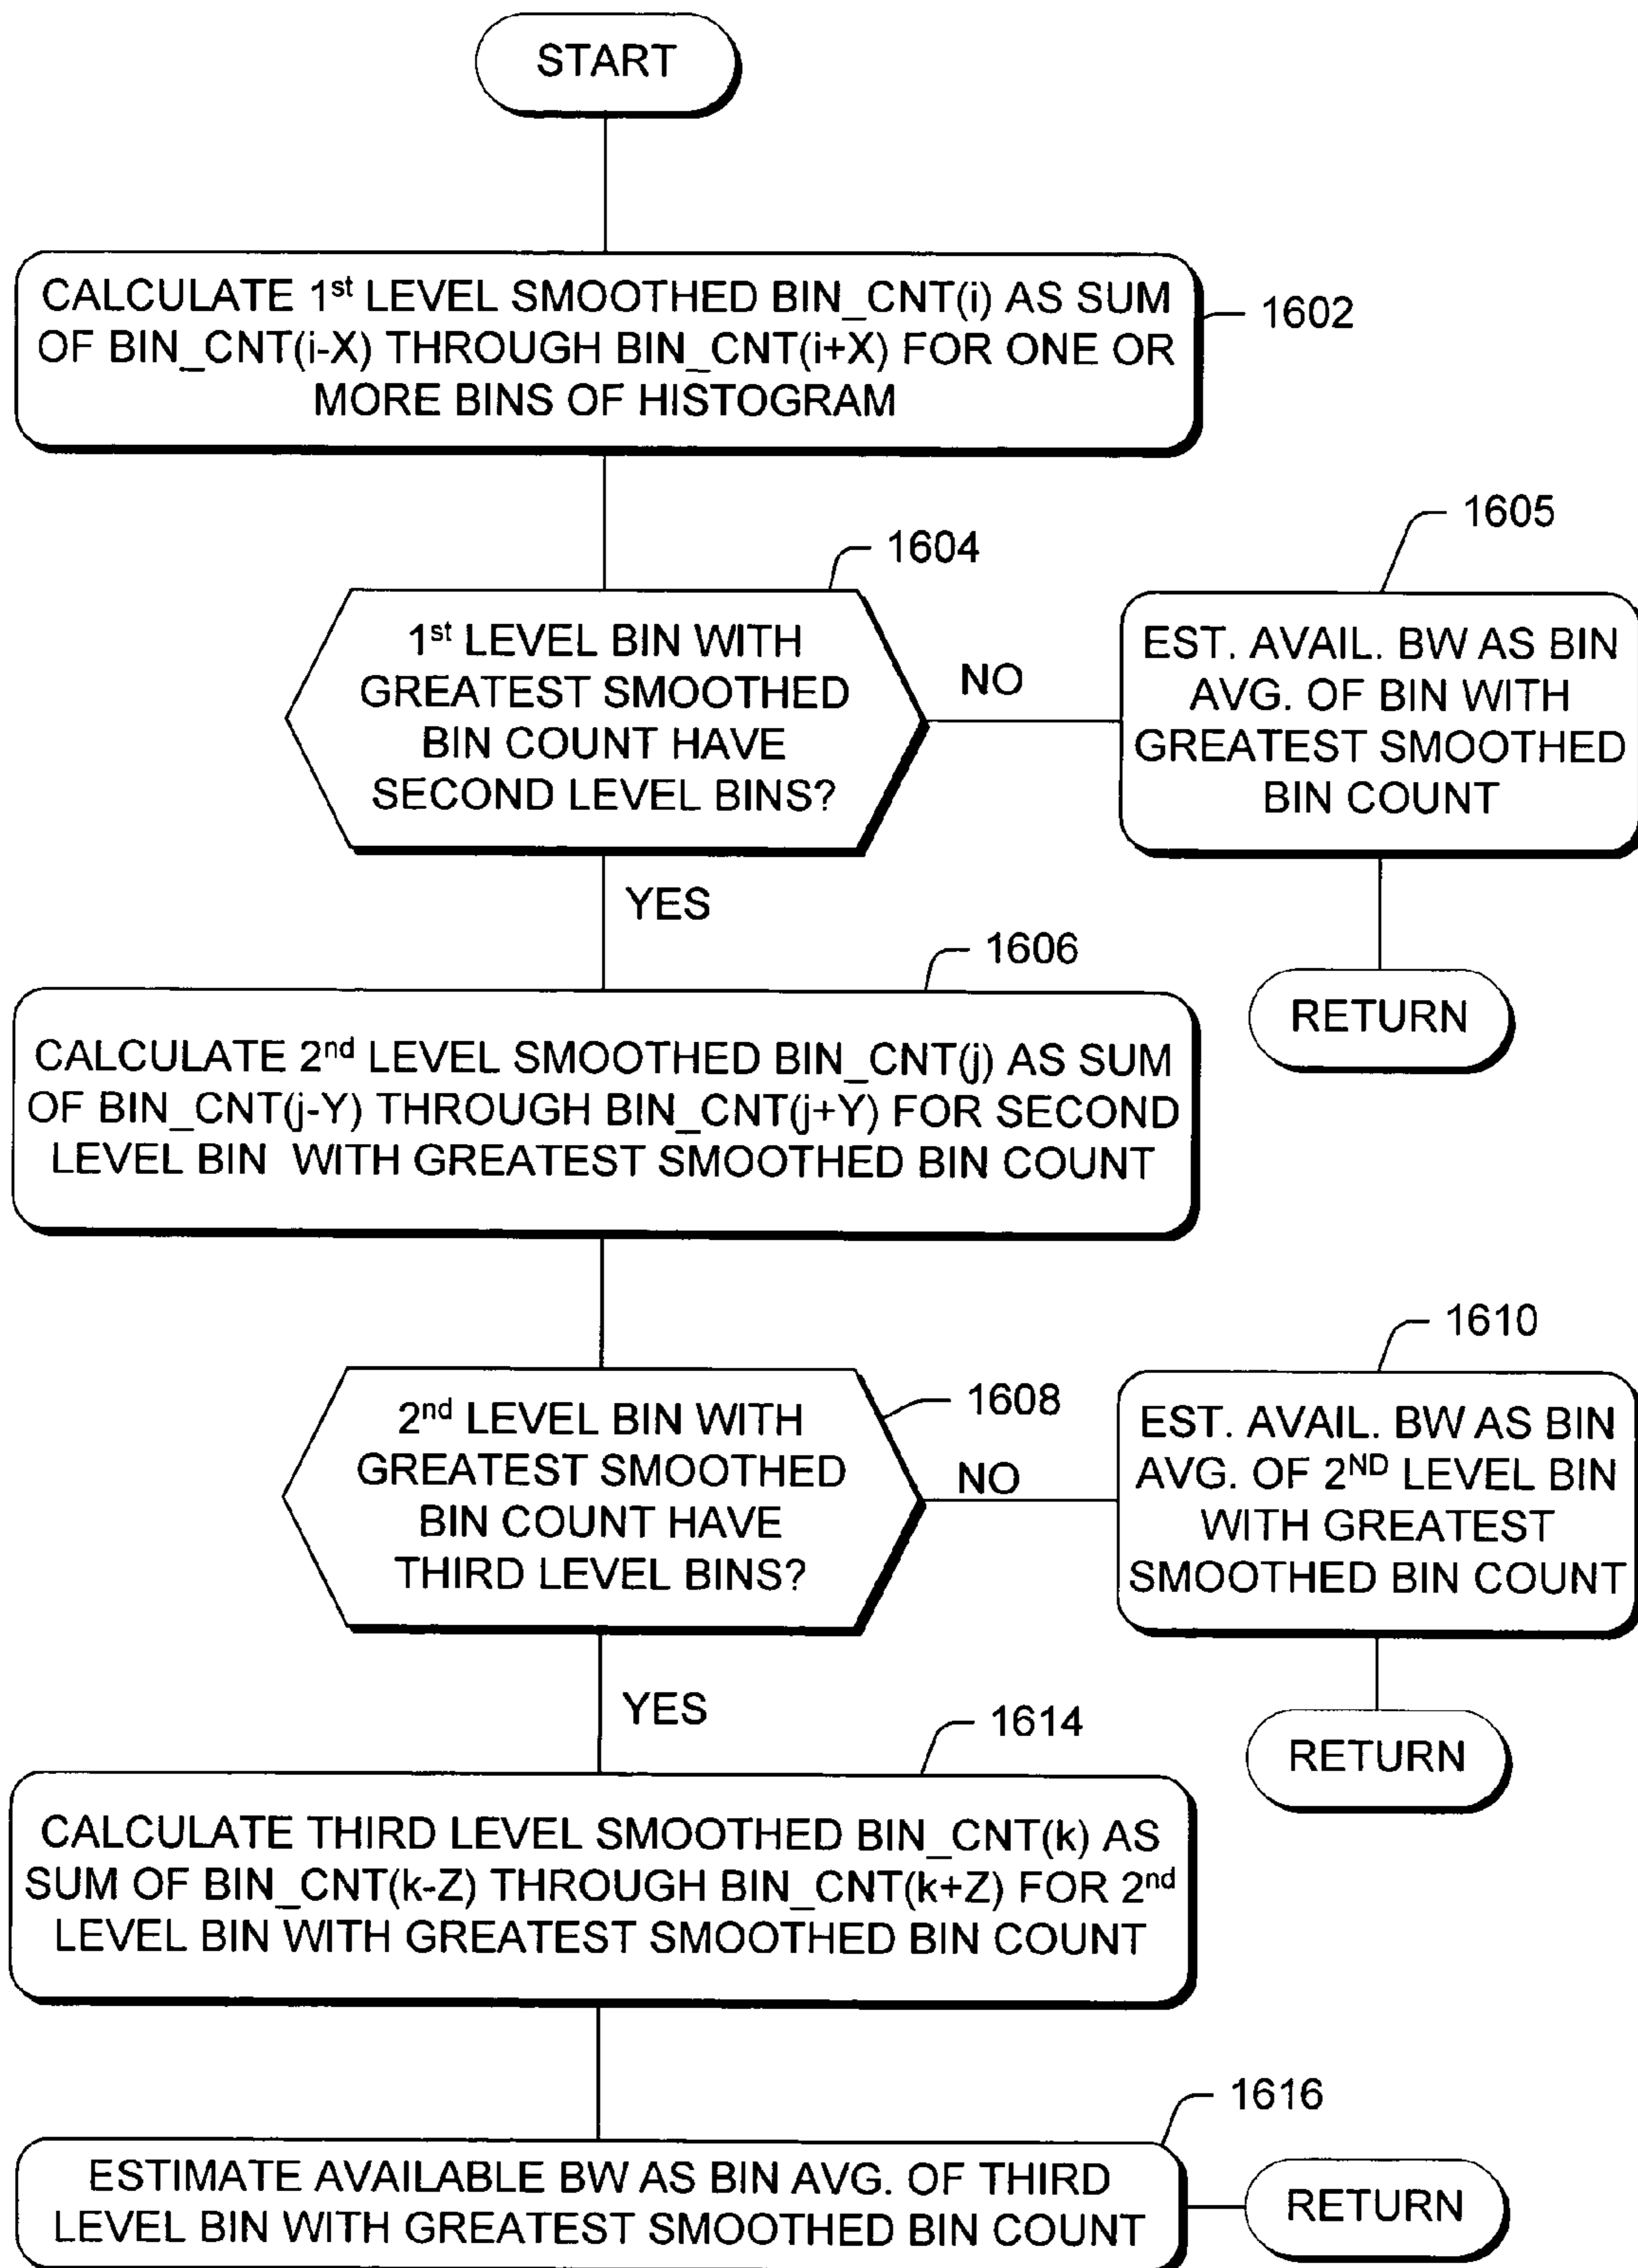 START
CALCULATE 1st LEVEL SMOOTHED BIN_CNT(i) AS SUM
OF BIN_CNT(i-X) THROUGH BIN_CNT(i+X) FOR ONE OR
MORE BINS OF HISTOGRAM
1602
1604
1st LEVEL BIN WITH
GREATEST SMOOTHED
BIN COUNT HAVE
SECOND LEVEL BINS?
NO
1605
EST. AVAIL. BW AS BIN
AVG. OF BIN WITH
GREATEST SMOOTHED
BIN COUNT
RETURN
YES
1606
CALCULATE 2nd LEVEL SMOOTHED BIN_CNT(j) AS SUM
OF BIN_CNT(j-Y) THROUGH BIN_CNT(j+Y) FOR SECOND
LEVEL BIN WITH GREATEST SMOOTHED BIN COUNT
1608
2nd LEVEL BIN WITH
GREATEST SMOOTHED
BIN COUNT HAVE
THIRD LEVEL BINS?
NO
1610
EST. AVAIL. BW AS BIN
AVG. OF 2ND LEVEL BIN
WITH GREATEST
SMOOTHED BIN COUNT
RETURN
YES
1614
CALCULATE THIRD LEVEL SMOOTHED BIN_CNT(k) AS
SUM OF BIN_CNT(k-Z) THROUGH BIN_CNT(k+Z) FOR 2nd
LEVEL BIN WITH GREATEST SMOOTHED BIN COUNT
1616
ESTIMATE AVAILABLE BW AS BIN AVG. OF THIRD
LEVEL BIN WITH GREATEST SMOOTHED BIN COUNT
RETURN